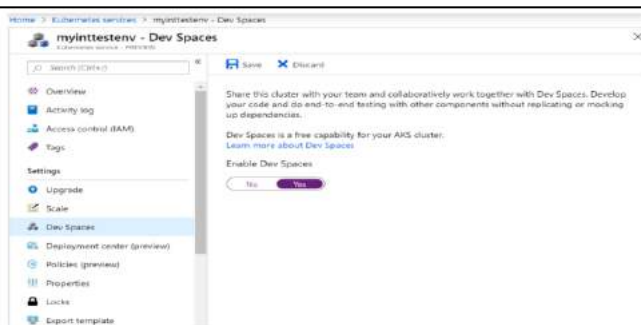 Home > Kubernetes services > myinttestenv - Dev Spaces
myinttestenv - Dev Spaces
Kubernetes service - PREVIEW
Search (Ctrl+/)
Save
Discard
Overview
Activity log
Access control (IAM)
Tags
Settings
Upgrade
Scale
Dev Spaces
Deployment center (preview)
Policies (preview)
Properties
Locks
Export template
Share this cluster with your team and collaboratively work together with Dev Spaces. Develop
your code and do end-to-end testing with other components without replicating or mocking
up dependencies.
Dev Spaces is a free capability for your AKS cluster.
Learn more about Dev Spaces
Enable Dev Spaces
No
Yes